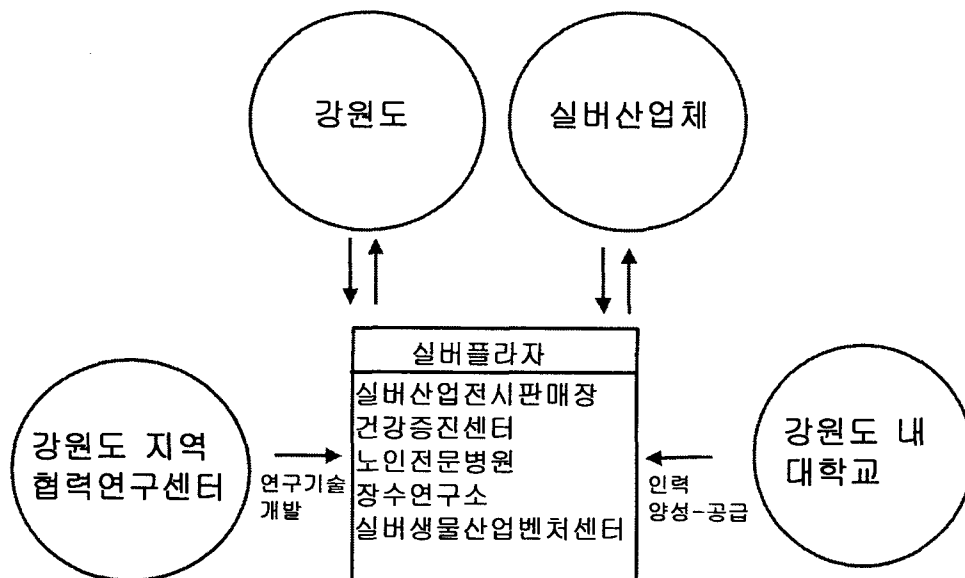 강원도
실버산업체
실버플라자
실버산업전시판매장
건강증진센터
노인전문병원
장수연구소
실버생물산업벤처센터
강원도 지역
협력연구센터
연구기술
개발
인력
양성-공급
강원도 내
대학교